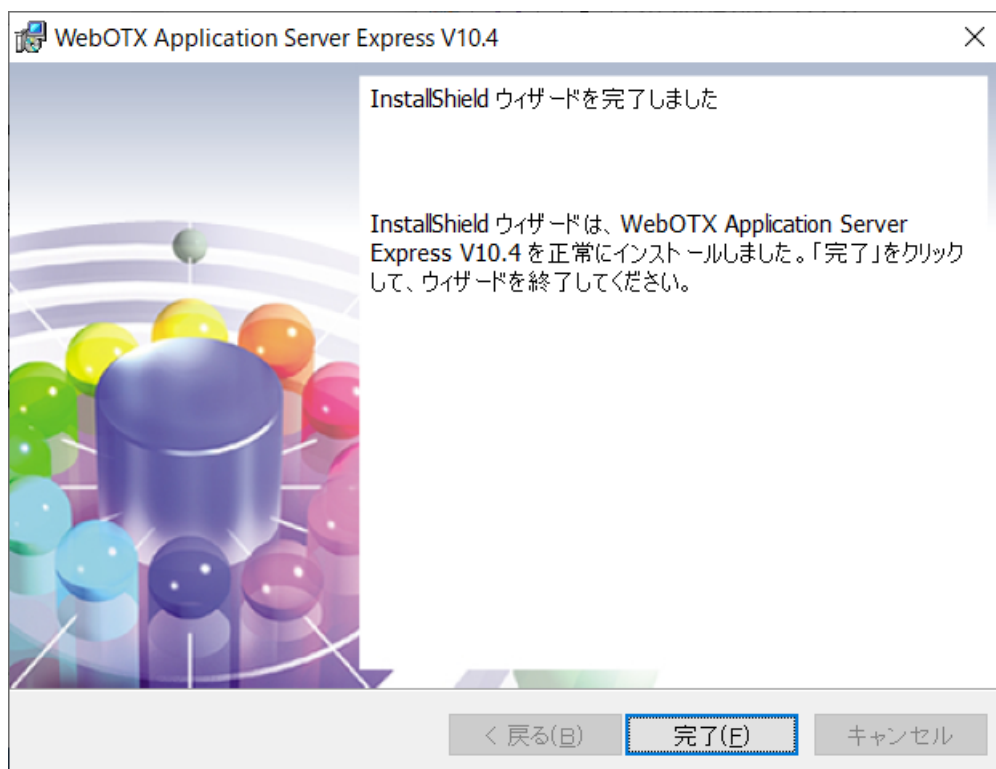 WebOTX Application Server Express V10.4
InstallShield ウィザードを完了しました
InstallShield ウィザードは、WebOTX Application Server
Express V10.4 を正常にインストールしました。「完了」をクリック
して、ウィザードを終了してください。
< 戻る(B)
完了(F)
キャンセル